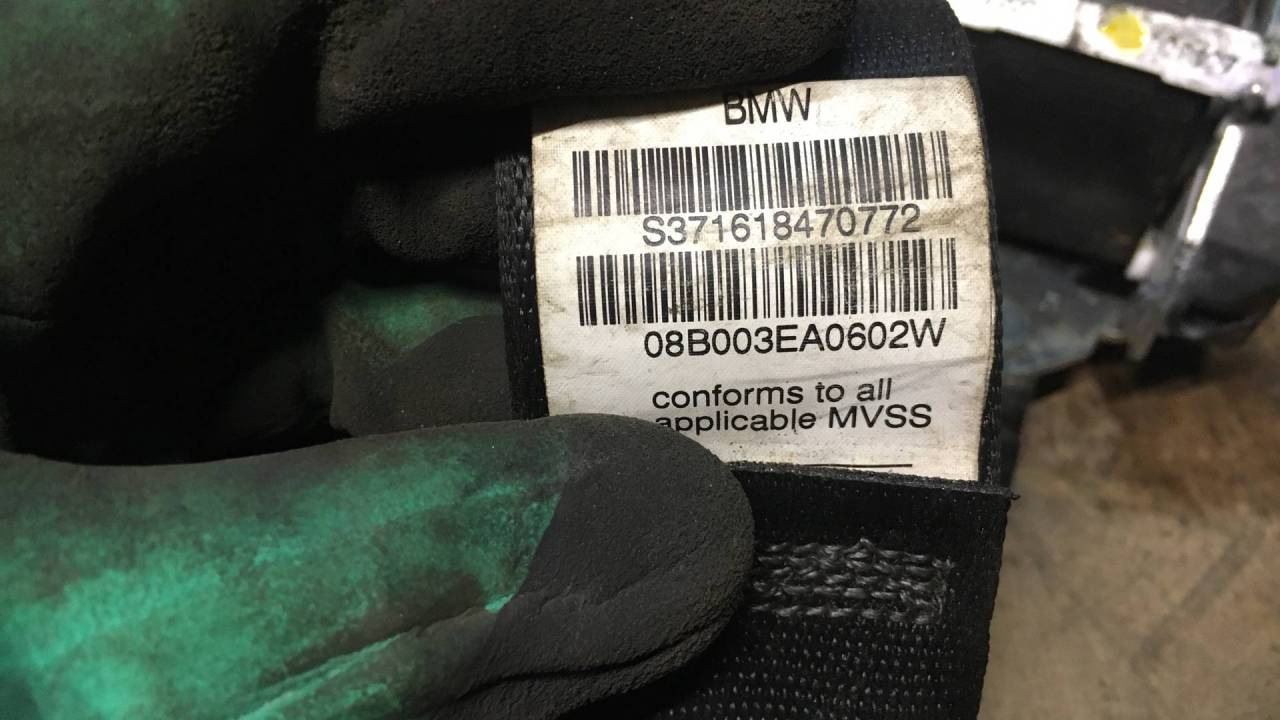 BMW
S371618470772
08B003EA0602W
conforms to all
applicable MVSS